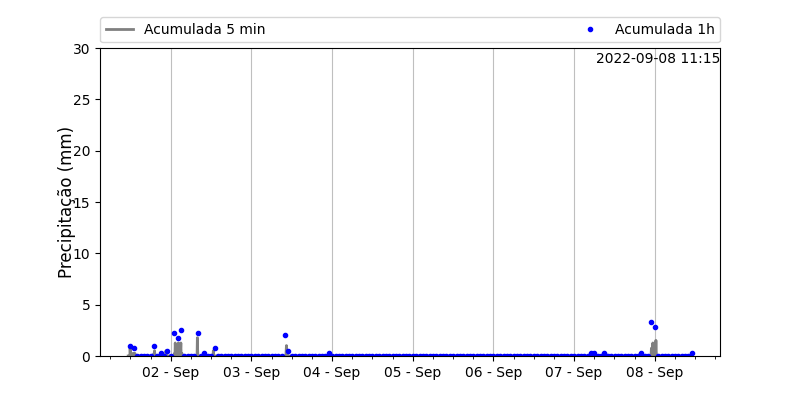 Acumulada 5 min
Acumulada 1h
2022-09-08 11:15
Precipitação (mm)
30
25
20
15
10
5
0
02 - Sep
03 - Sep
04 - Sep
05 - Sep
06 - Sep
07 - Sep
08 - Sep